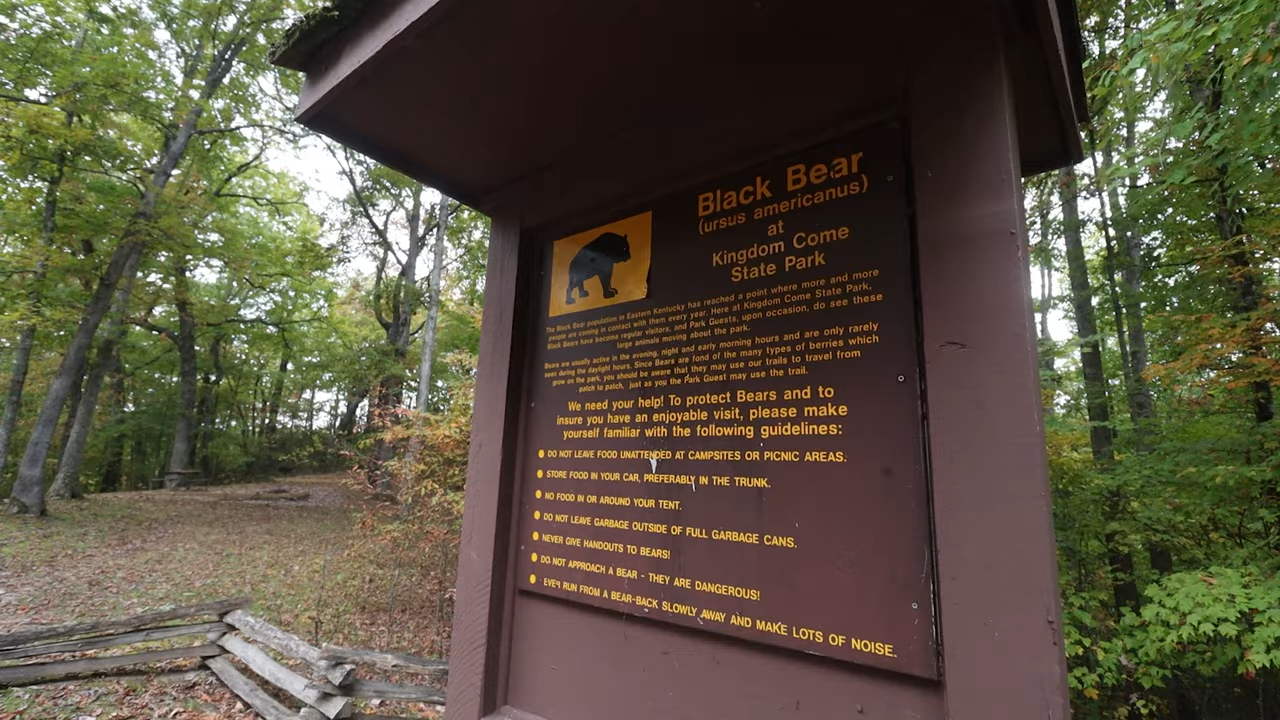 Black Bear
(ursus americanus)
at
Kingdom Come
State Park
The Black Bear population in Eastern Kentucky has reached a point where more and more
people are coming in contact with them every year. Here at Kingdom Come State Park,
Black Bears have become regular visitors, and Park Guests, upon occasion, do see these
large animals moving about the park.
Bears are usually active in the evening, night and early morning hours and are only rarely
seen during the daylight hours. Since Bears are fond of the many types of berries which
grow on the park, you should be aware that they may use our trails to travel from
patch to patch, just as you the Park Guest may use the trail.
We need your help! To protect Bears and to
insure you have an enjoyable visit, please make
yourself familiar with the following guidelines:
DO NOT LEAVE FOOD UNATTENDED AT CAMPSITES OR PICNIC AREAS.
STORE FOOD IN YOUR CAR, PREFERABLY IN THE TRUNK.
NO FOOD IN OR AROUND YOUR TENT.
DO NOT LEAVE GARBAGE OUTSIDE OF FULL GARBAGE CANS.
NEVER GIVE HANDOUTS TO BEARS!
DO NOT APPROACH A BEAR - THEY ARE DANGEROUS!
EVER RUN FROM A BEAR-BACK SLOWLY AWAY AND MAKE LOTS OF NOISE.